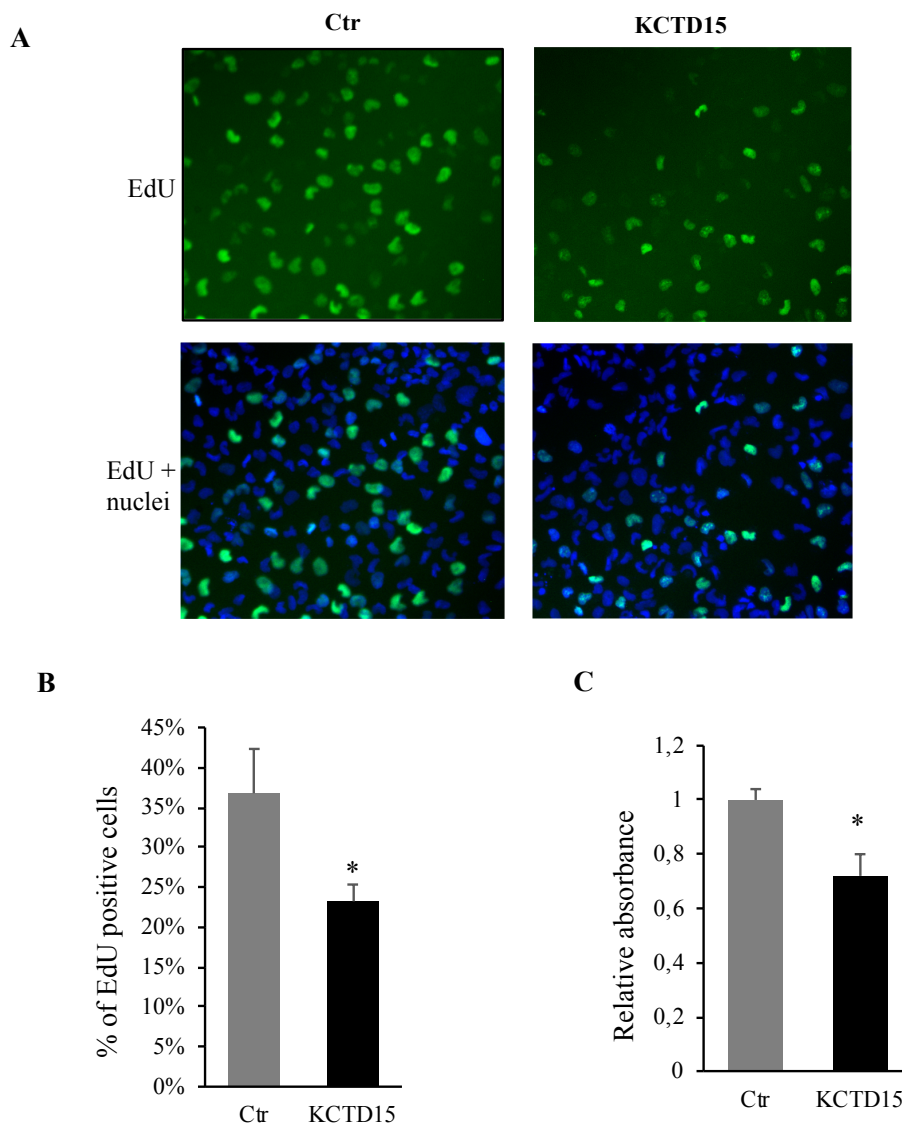 A
Ctr
KCTD15
EdU
EdU +
nuclei
B
45%
40%
35%
30%
25%
20%
15%
10%
5%
0%
% of EdU positive cells
*
Ctr
KCTD15
C
1,2
1
0,8
0,6
0,4
0,2
0
Relative absorbance
*
Ctr
KCTD15